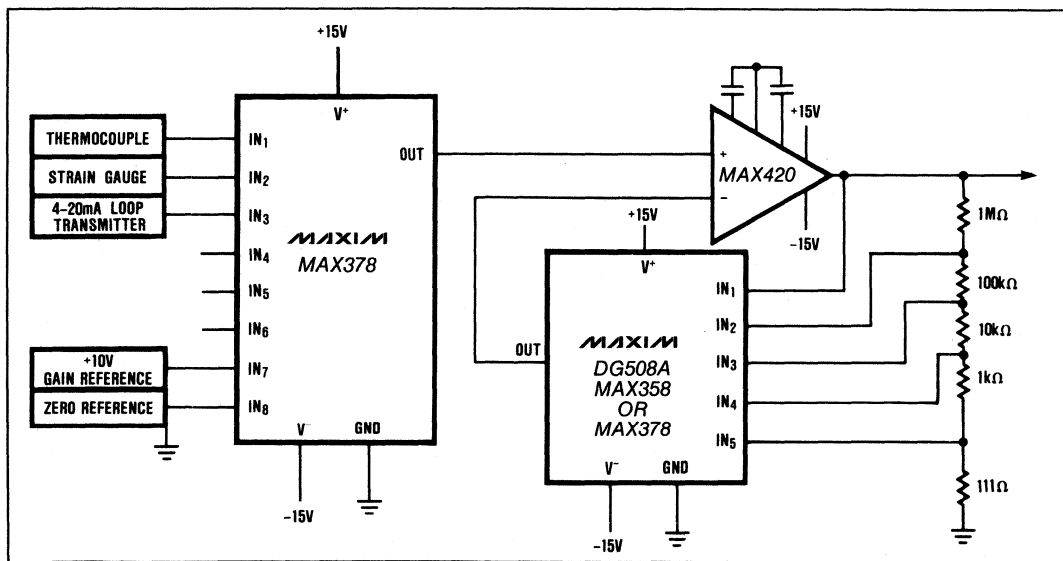 +15V
V+
THERMOCOUPLE
STRAIN GAUGE
4–20mA LOOP
TRANSMITTER
+10V
GAIN REFERENCE
ZERO REFERENCE
IN1
IN2
IN3
IN4
IN5
IN6
IN7
IN8
OUT
MAXIM
MAX378
V-
GND
-15V
+
−
MAX420
+15V
-15V
+15V
V+
OUT
MAXIM
DG508A
MAX358
OR
MAX378
IN1
IN2
IN3
IN4
IN5
V-
GND
-15V
1MΩ
100kΩ
10kΩ
1kΩ
111Ω